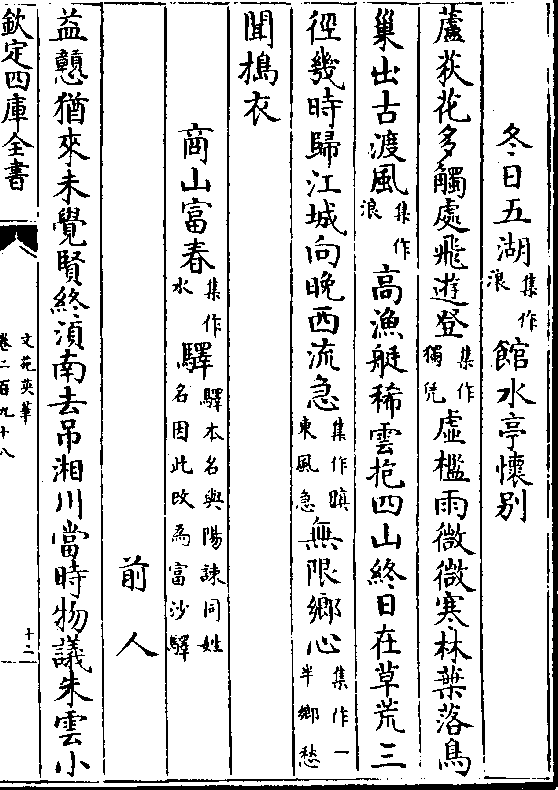 冬日五湖集作浪館水亭懷别
蘆荻花多觸處飛遊登集作獨凭虛檻雨微微寒林葉落鳥
巢出古渡風集作浪高漁艇稀雲抱四山終日在草荒三
徑幾時歸江城向晚西流急集作暝東風急無限鄉心集作一半鄉愁
聞搗衣
商山富春集作水驛驛本名與陽諫同姓名因此攺為富沙驛
前人
益戇猶來未覺賢終須南去吊湘川當時物議朱雲小
欽定四庫全書
文苑英華
卷二百九十八
十二